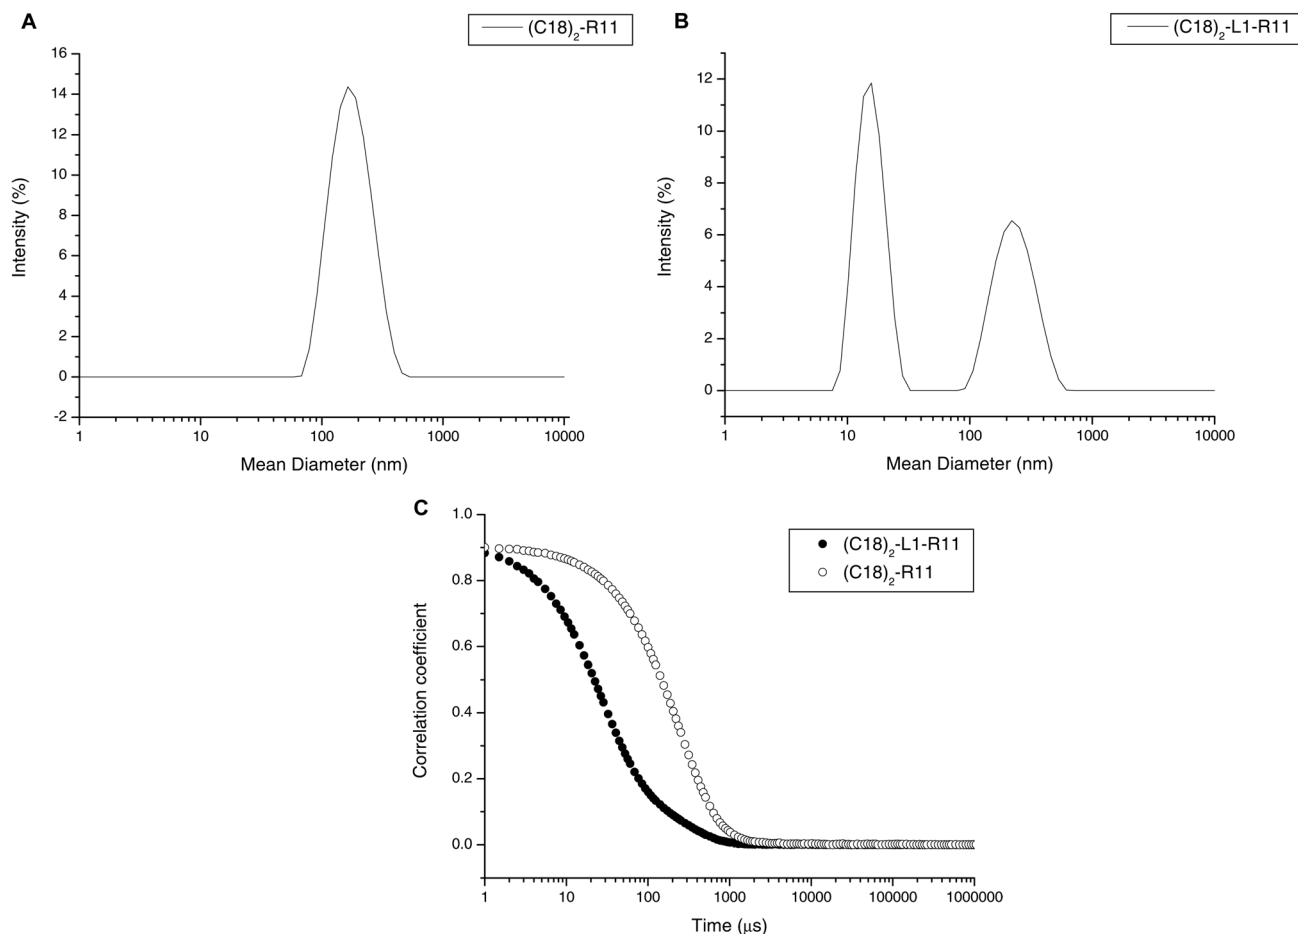 A
(C18)₂-R11
16
14
12
10
8
6
4
2
0
-2
Intensity (%)
1 10 100 1000 10000
Mean Diameter (nm)
B
(C18)₂-L1-R11
12
10
8
6
4
2
0
Intensity (%)
1 10 100 1000 10000
Mean Diameter (nm)
C
(C18)₂-L1-R11
(C18)₂-R11
1.0
0.8
0.6
0.4
0.2
0.0
Correlation coefficient
1 10 100 1000 10000 100000 1000000
Time (μs)